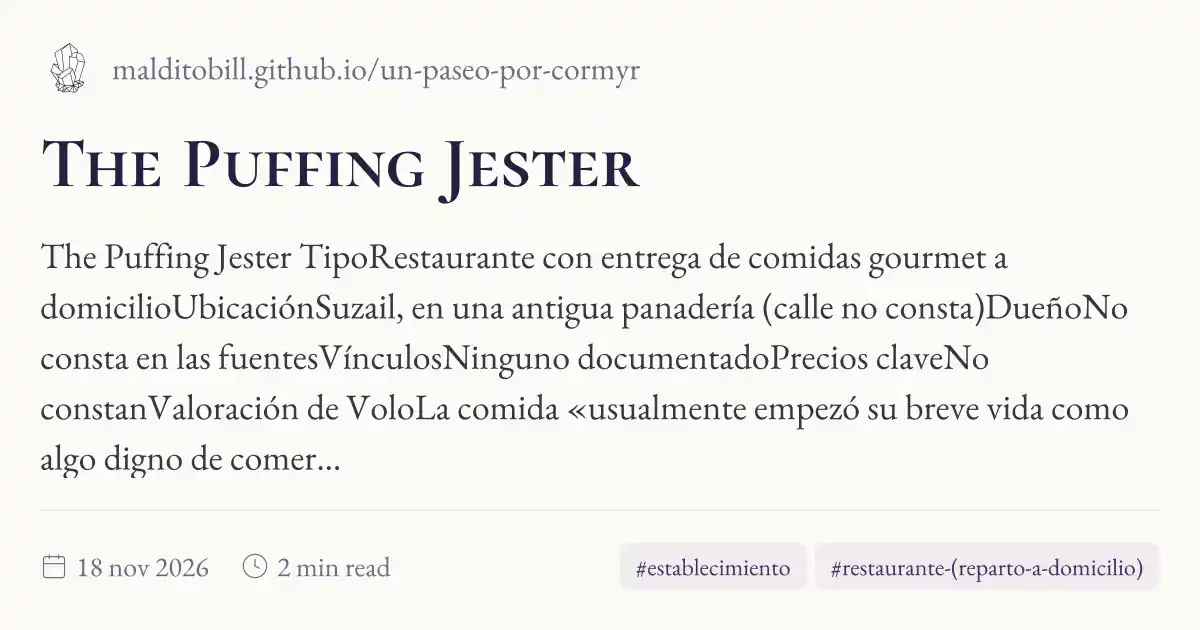 malditobill.github.io/un-paseo-por-cormyr
The Puffing Jester
The Puffing Jester TipoRestaurante con entrega de comidas gourmet a
domicilioUbicaciónSuzail, en una antigua panadería (calle no consta)DueñoNo
consta en las fuentesVínculosNinguno documentadoPrecios claveNo
constanValoración de VoloLa comida «usualmente empezó su breve vida como
algo digno de comer...
18 nov 2026
2 min read
#establecimiento
#restaurante-(reparto-a-domicilio)